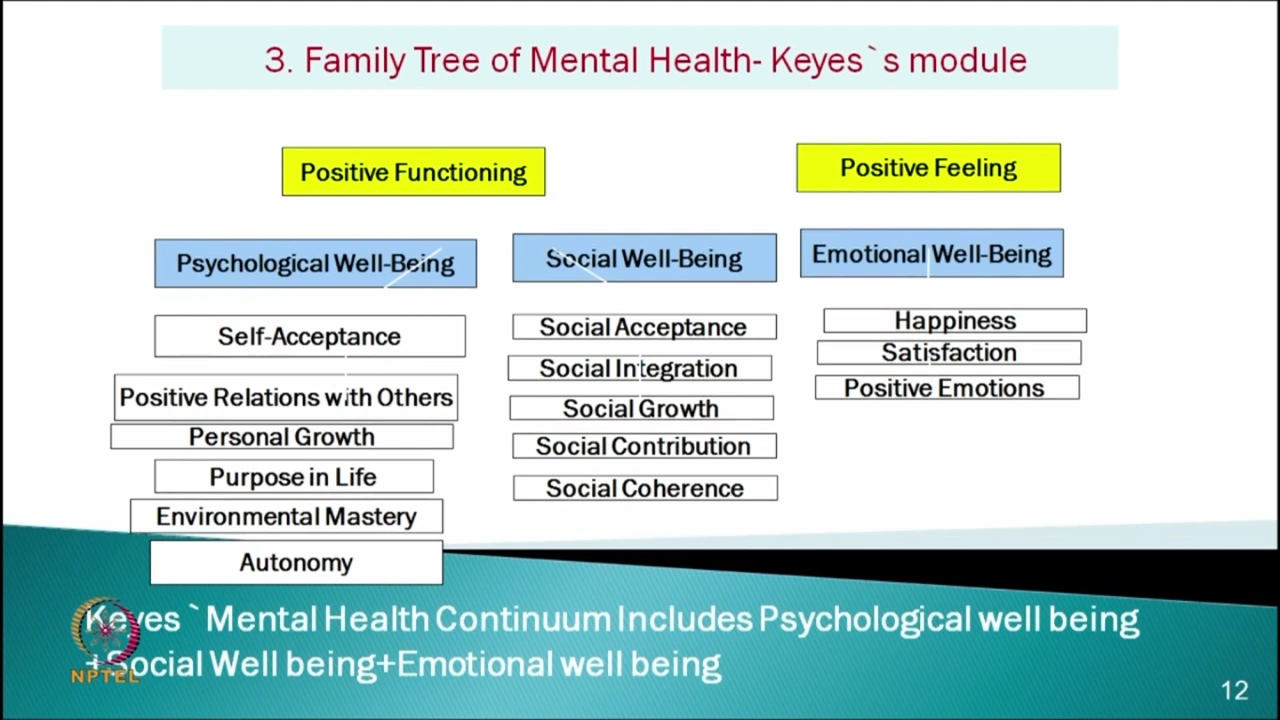 3. Family Tree of Mental Health- Keyes`s module
Positive Functioning
Positive Feeling
Psychological Well-Being
Social Well-Being
Emotional Well-Being
Self-Acceptance
Positive Relations with Others
Personal Growth
Purpose in Life
Environmental Mastery
Autonomy
Social Acceptance
Social Integration
Social Growth
Social Contribution
Social Coherence
Happiness
Satisfaction
Positive Emotions
Keyes `Mental Health Continuum Includes Psychological well being
+Social Well being+Emotional well being
NPTEL
12